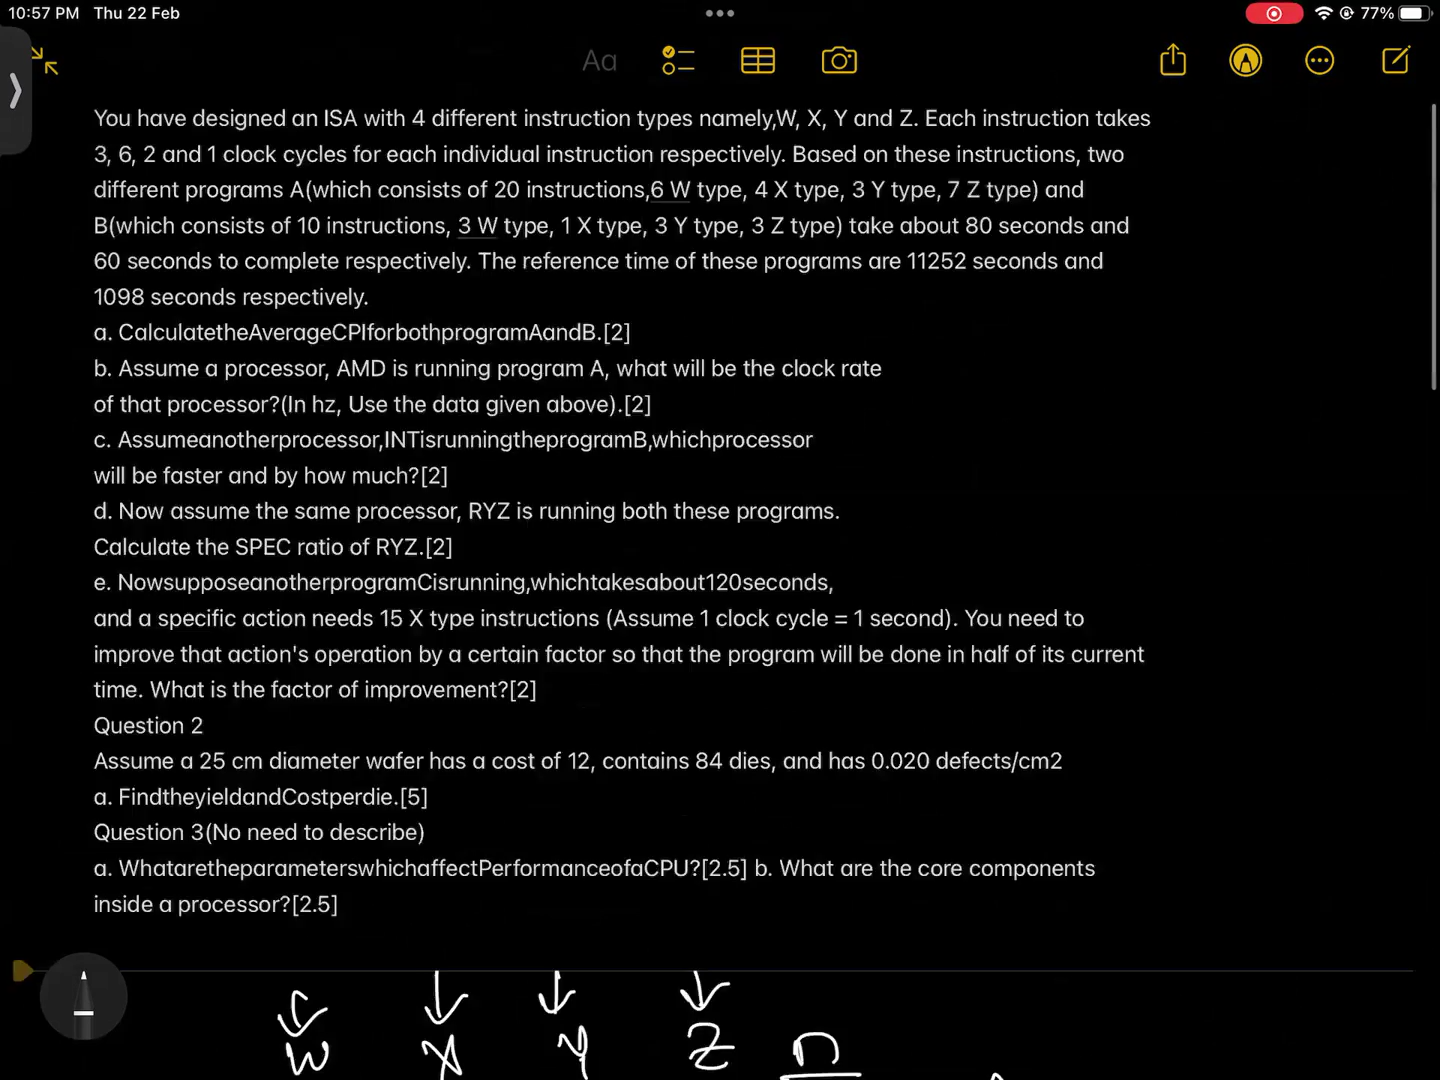 10:57 PM Thu 22 Feb
77%
Aa
You have designed an ISA with 4 different instruction types namely,W, X, Y and Z. Each instruction takes
3, 6, 2 and 1 clock cycles for each individual instruction respectively. Based on these instructions, two
different programs A(which consists of 20 instructions,6 W type, 4 X type, 3 Y type, 7 Z type) and
B(which consists of 10 instructions, 3 W type, 1 X type, 3 Y type, 3 Z type) take about 80 seconds and
60 seconds to complete respectively. The reference time of these programs are 11252 seconds and
1098 seconds respectively.
a. CalculatetheAverageCPIforbothprogramAandB.[2]
b. Assume a processor, AMD is running program A, what will be the clock rate
of that processor?(In hz, Use the data given above).[2]
c. Assumeanotherprocessor,INTisrunningtheprogramB,whichprocessor
will be faster and by how much?[2]
d. Now assume the same processor, RYZ is running both these programs.
Calculate the SPEC ratio of RYZ.[2]
e. NowsupposeanotherprogramCisrunning,whichtakesabout120seconds,
and a specific action needs 15 X type instructions (Assume 1 clock cycle = 1 second). You need to
improve that action's operation by a certain factor so that the program will be done in half of its current
time. What is the factor of improvement?[2]
Question 2
Assume a 25 cm diameter wafer has a cost of 12, contains 84 dies, and has 0.020 defects/cm2
a. FindtheyieldandCostperdie.[5]
Question 3(No need to describe)
a. WhataretheparameterswhichaffectPerformanceofaCPU?[2.5] b. What are the core components
inside a processor?[2.5]
W X Y Z